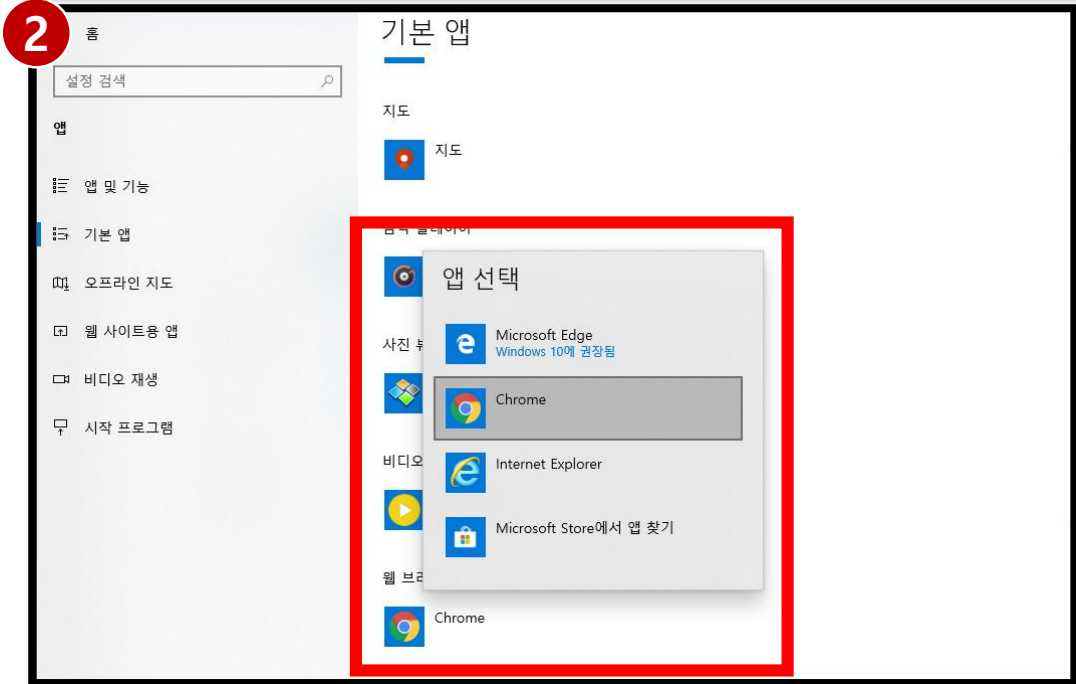 2
홈
설정 검색
앱
앱 및 기능
기본 앱
오프라인 지도
웹 사이트용 앱
비디오 재생
시작 프로그램
기본 앱
지도
지도
앱 선택
Microsoft Edge
Windows 10에 권장됨
Chrome
Internet Explorer
Microsoft Store에서 앱 찾기
사진
비디오
웹
Chrome